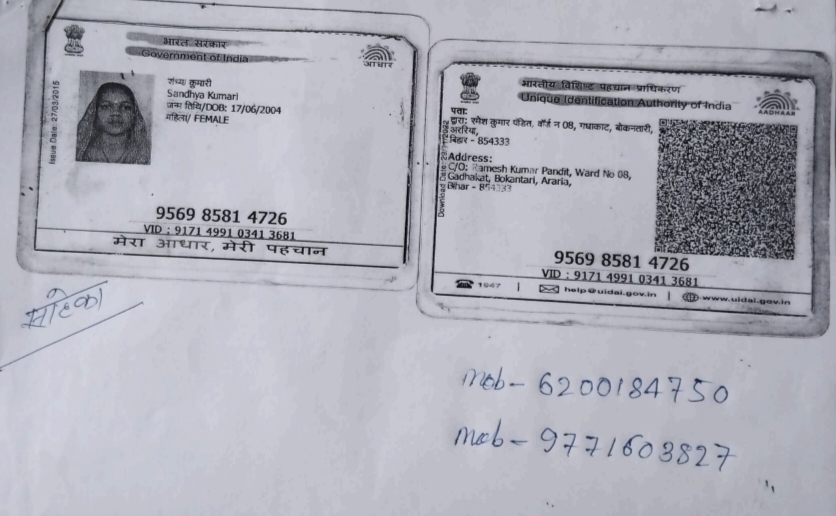 भारत सरकार
Government of India
आधार
Issue Date: 27/03/2015
संध्या कुमारी
Sandhya Kumari
जन्म तिथि/DOB: 17/06/2004
महिला/ FEMALE
9569 8581 4726
VID : 9171 4991 0341 3681
मेरा आधार, मेरी पहचान
भारतीय विशिष्ट पहचान प्राधिकरण
Unique Identification Authority of India
AADHAAR
पता:
द्वारा: रमेश कुमार पंडित, वॉर्ड न 08, गधाकाट, बोकनतारी,
अररिया,
बिहार - 854333
Address:
C/O: Ramesh Kumar Pandit, Ward No 08,
Gadhakat, Bokantari, Araria,
Bihar - 854333
Download Date:
9569 8581 4726
VID : 9171 4991 0341 3681
1947 | help@uidai.gov.in | www.uidai.gov.in
mob- 6200184750
mob- 9771603827